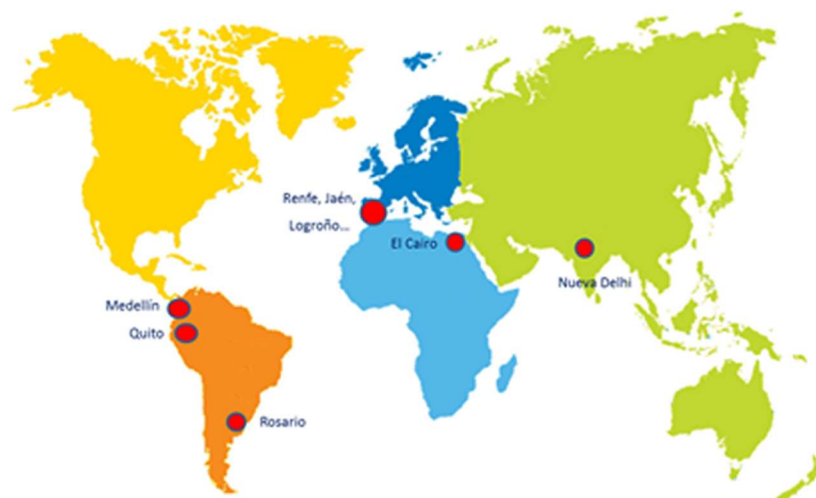 Renfe, Jaén,
Logroño...
El Cairo
Nueva Delhi
Medellín
Quito
Rosario